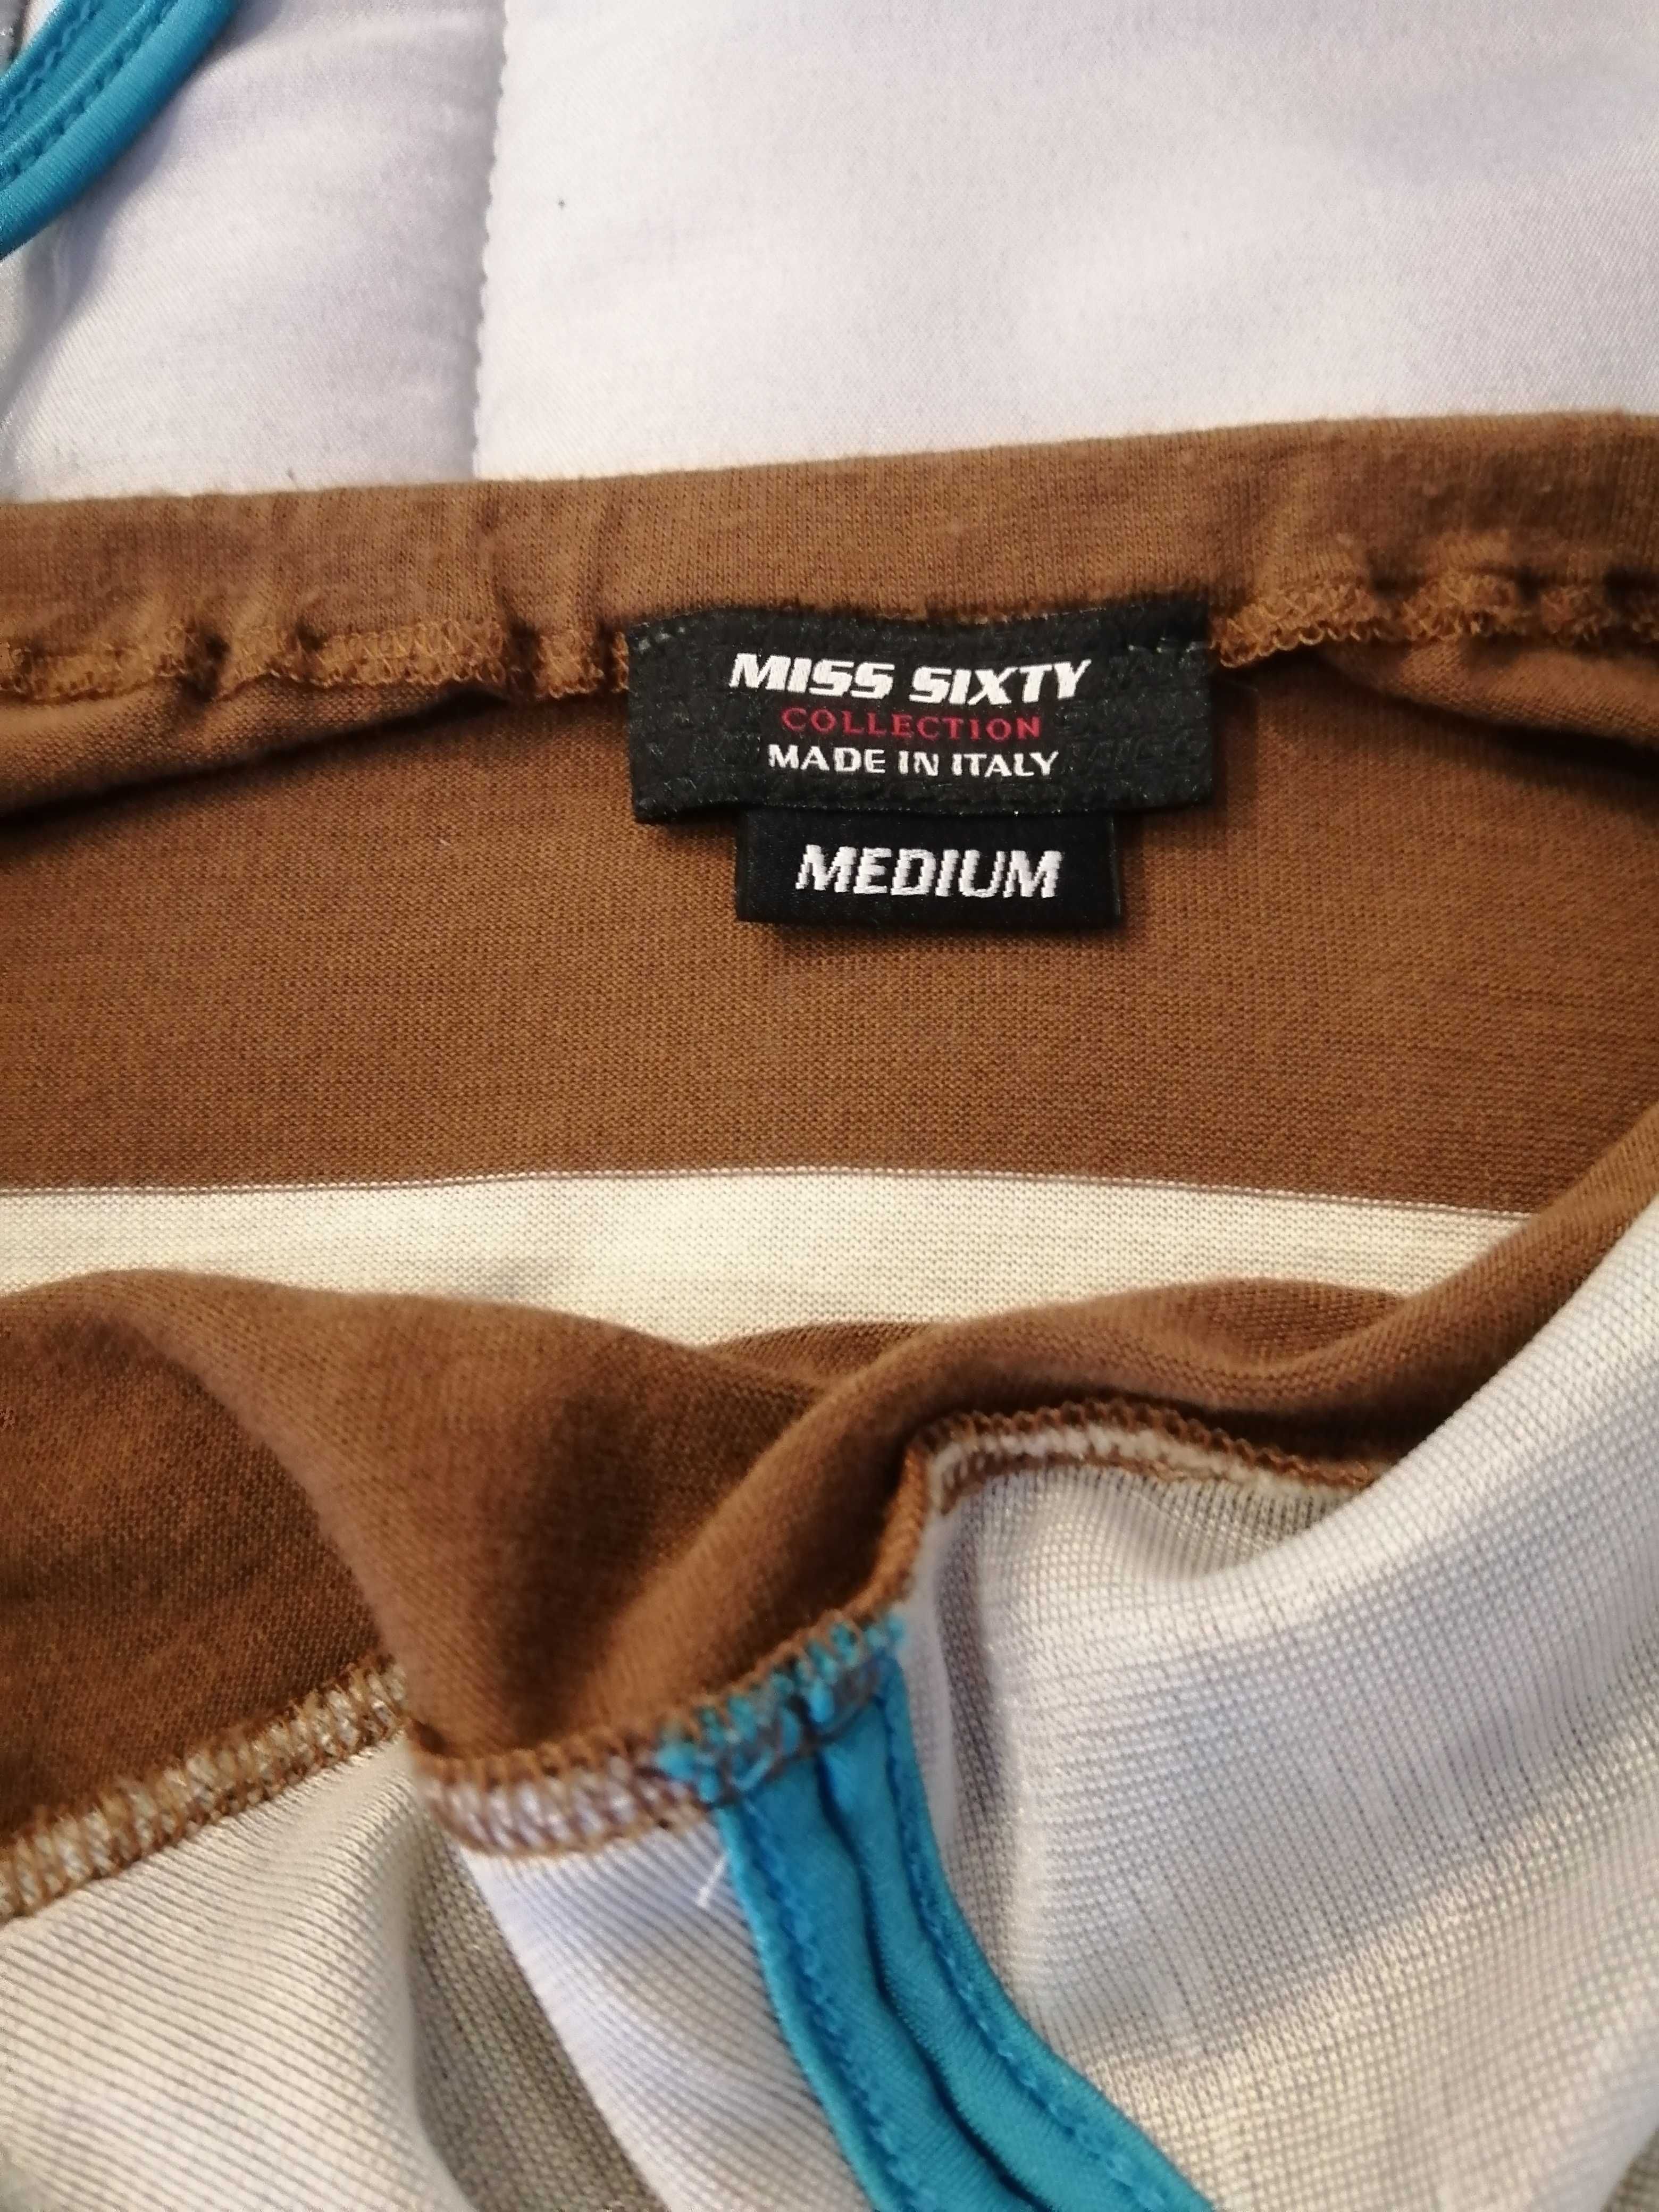 MISS SIXTY
COLLECTION
MADE IN ITALY
MEDIUM